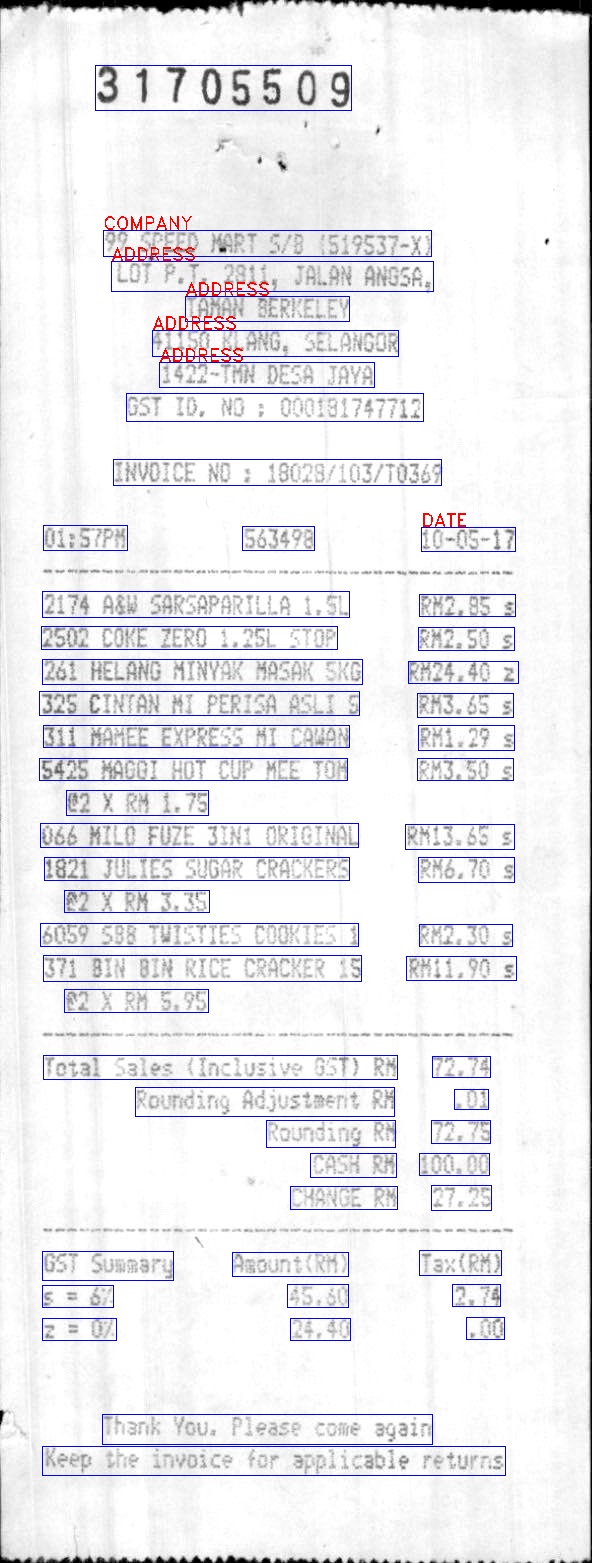 31705509
COMPANY
99 SPEED MART S/B (519537-X)
ADDRESS
LOT P.T. 2811, JALAN ANGSA,
ADDRESS
TAMAN BERKELEY
ADDRESS
41150 KLANG, SELANGOR
ADDRESS
1422-TMN DESA JAYA
GST ID. NO : 000181747712
INVOICE NO : 18028/103/T0369
DATE
01:57PM 563498 10-05-17
2174 A&W SARSAPARILLA 1.5L RM2.85 s
2502 COKE ZERO 1.25L STOP RM2.50 s
261 HELANG MINYAK MASAK 5KG RM24.40 z
325 CINTAN MI PERISA ASLI 5 RM3.65 s
311 MAMEE EXPRESS MI CAWAN RM1.29 s
5425 MAGGI HOT CUP MEE TOM RM3.50 s
@2 X RM 1.75
066 MILO FUZE 3IN1 ORIGINAL RM13.65 s
1821 JULIES SUGAR CRACKERS RM6.70 s
@2 X RM 3.35
6059 SBB TWISTIES COOKIES 1 RM2.30 s
371 BIN BIN RICE CRACKER 15 RM11.90 s
@2 X RM 5.95
Total Sales (Inclusive GST) RM 72.74
Rounding Adjustment RM .01
Rounding RM 72.75
CASH RM 100.00
CHANGE RM 27.25
GST Summary Amount(RM) Tax(RM)
s = 6% 45.60 2.74
z = 0% 24.40 .00
Thank You. Please come again
Keep the invoice for applicable returns